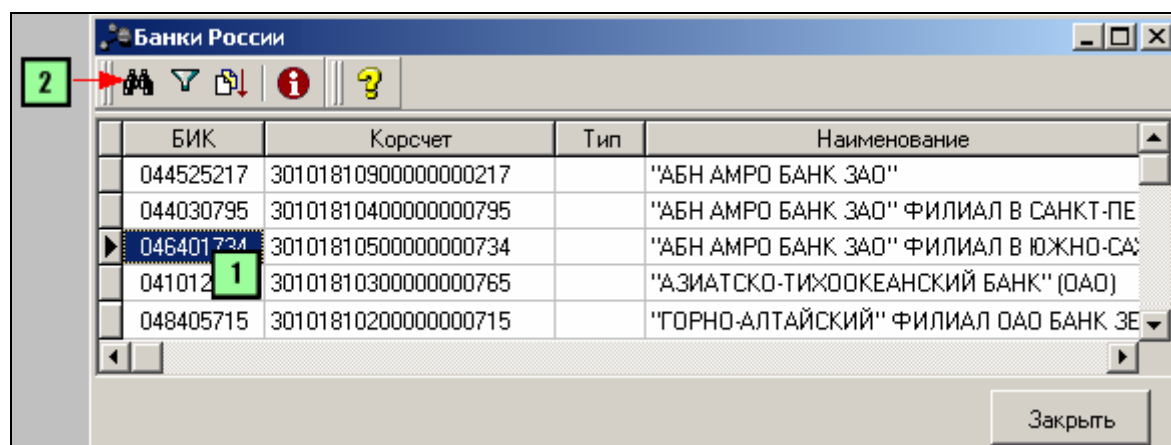 Банки России
2
БИК Корсчет Тип Наименование
044525217 30101810900000000217 "АБН АМРО БАНК ЗАО"
044030795 30101810400000000795 "АБН АМРО БАНК ЗАО" ФИЛИАЛ В САНКТ-ПЕ
046401734 30101810500000000734 "АБН АМРО БАНК ЗАО" ФИЛИАЛ В ЮЖНО-САХ
1
30101810300000000765 "АЗИАТСКО-ТИХООКЕАНСКИЙ БАНК" (ОАО)
048405715 30101810200000000715 "ГОРНО-АЛТАЙСКИЙ" ФИЛИАЛ ОАО БАНК ЗЕ
Закрыть